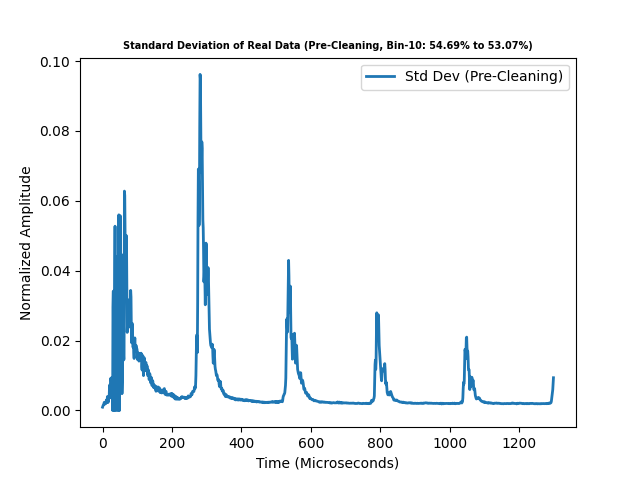 Standard Deviation of Real Data (Pre-Cleaning, Bin-10: 54.69% to 53.07%)
Std Dev (Pre-Cleaning)
Normalized Amplitude
0.10
0.08
0.06
0.04
0.02
0.00
0 200 400 600 800 1000 1200
Time (Microseconds)